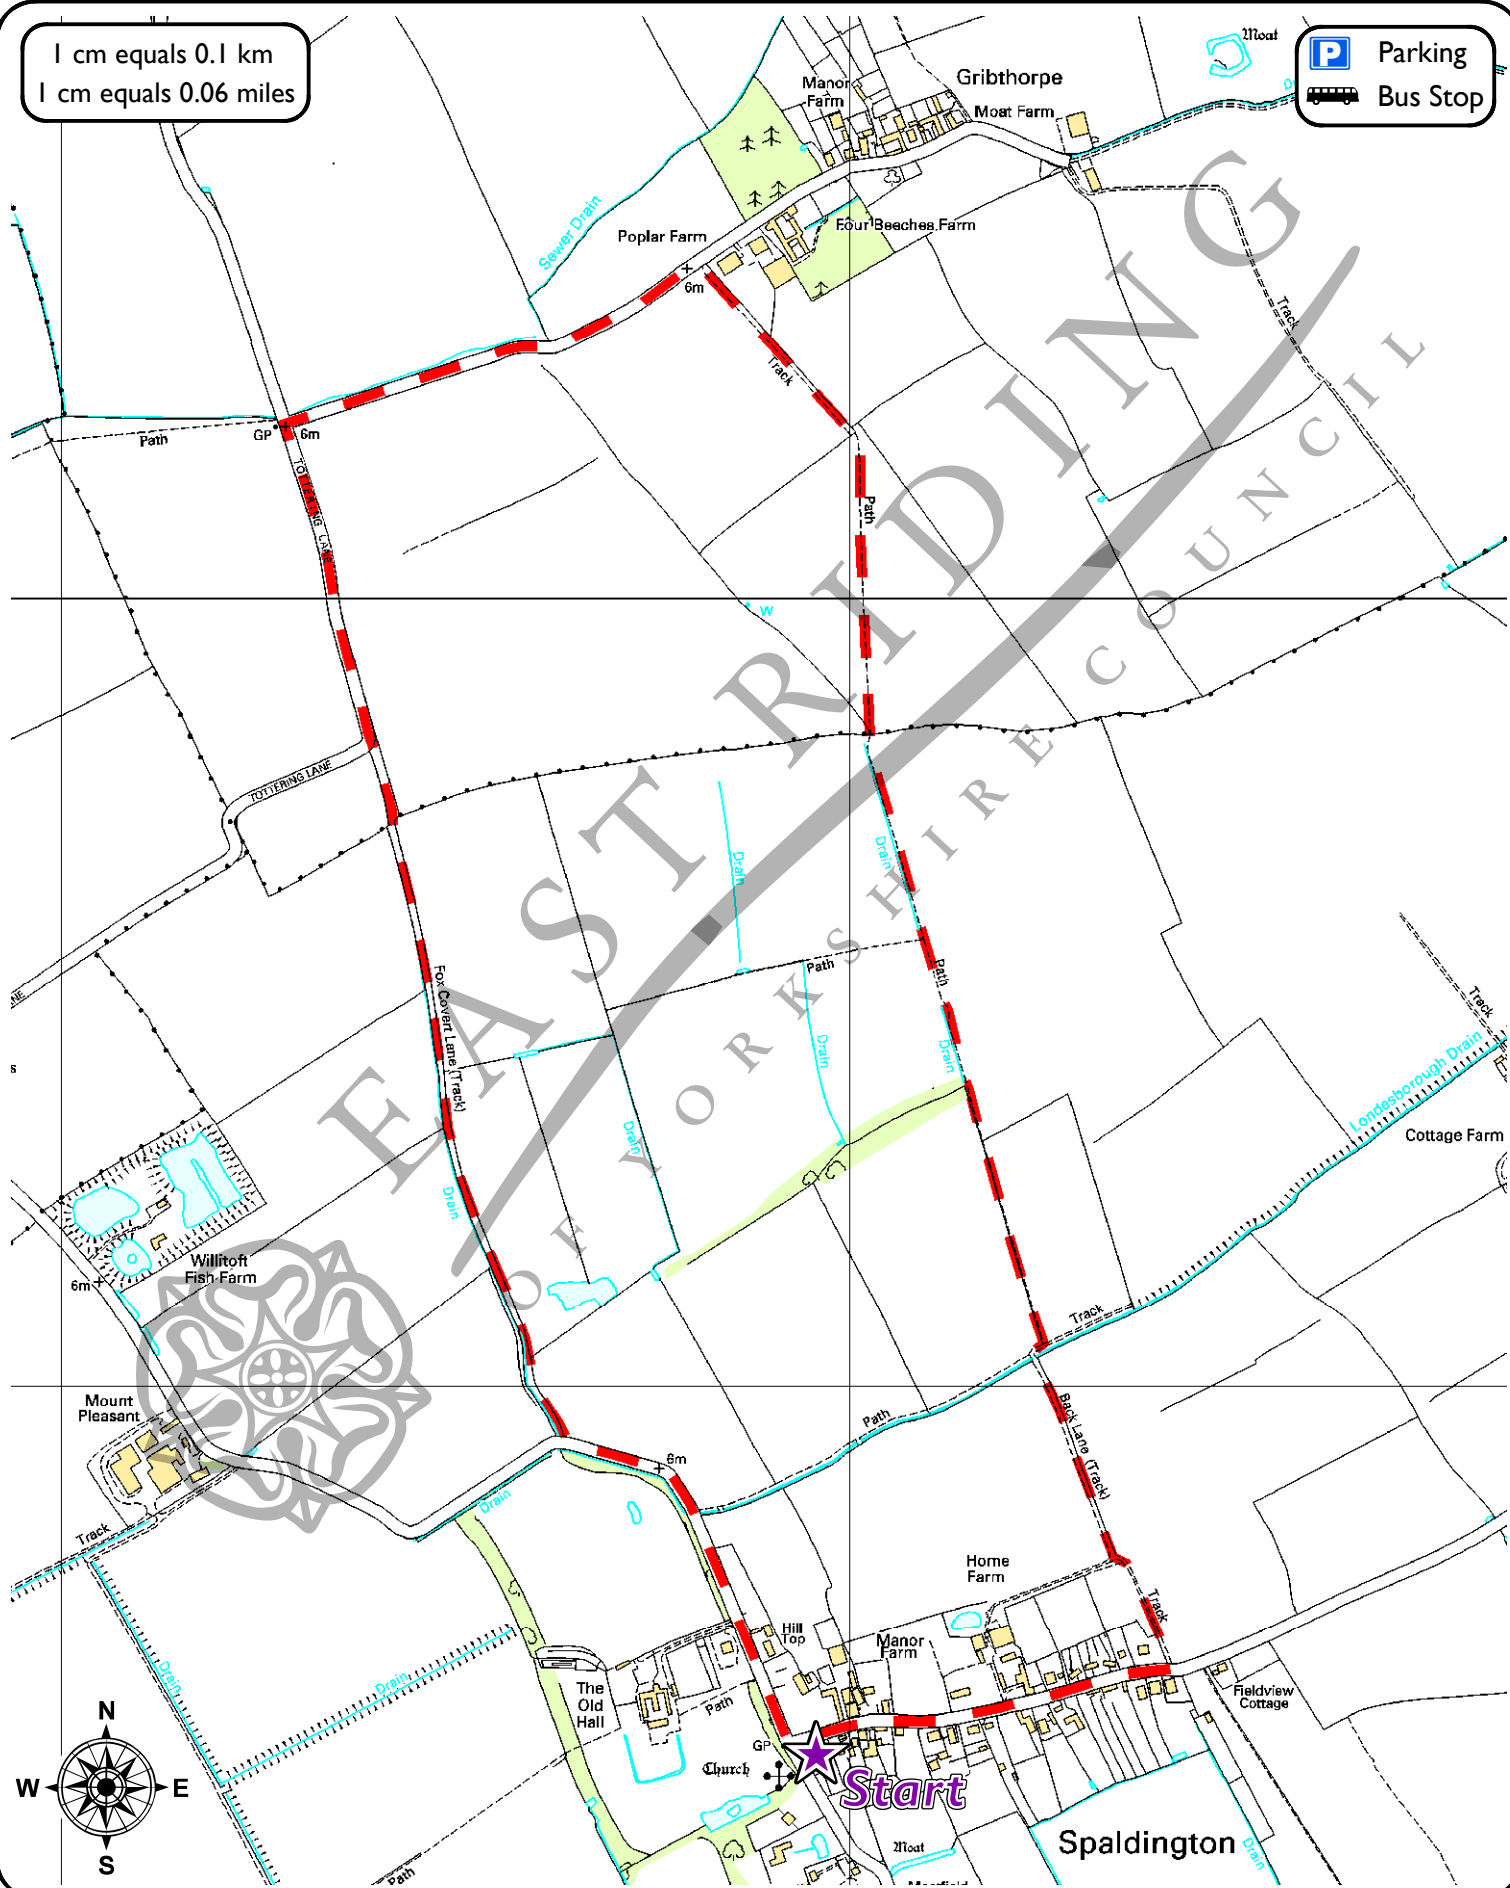 1 cm equals 0.1 km
1 cm equals 0.06 miles
P Parking
Bus Stop
Moat
Gribthorpe
Manor
Farm
Moat Farm
Sewer Drain
Poplar Farm
Four Beeches Farm
6m
Track
Track
Path
GP
6m
TOTTERING LANE
Path
W
TOTTERING LANE
Drain
Drain
Path
Path
NE
Fox Covert Lane (Track)
Track
Drain
Drain
s
Londesborough Drain
Cottage Farm
Drain
Drain
Willitoft
Fish Farm
6m
Track
Mount
Pleasant
Path
Back Lane (Track)
6m
Drain
Track
Home
Farm
Track
Hill
Top
Manor
Farm
Drain
Drain
The
Old
Hall
Path
Fieldview
Cottage
GP
Church
Start
N
W E
S
Moat
Spaldington
Drain
Path
EAST RIDING
OF YORKSHIRE COUNCIL